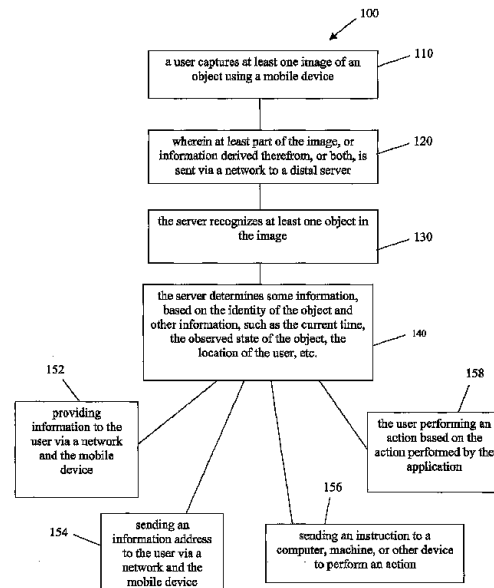 100
a user captures at least one image of an
object using a mobile device
110
wherein at least part of the image, or
information derived therefrom, or both, is
sent via a network to a distal server
120
the server recognizes at least one object in
the image
130
the server determines some information,
based on the identity of the object and
other information, such as the current time,
the observed state of the object, the
location of the user, etc.
140
152
providing
information to the
user via a network
and the mobile
device
154
sending an
information address
to the user via a
network and the
mobile device
156
sending an instruction to a
computer, machine, or other device
to perform an action
158
the user performing an
action based on the
action performed by the
application